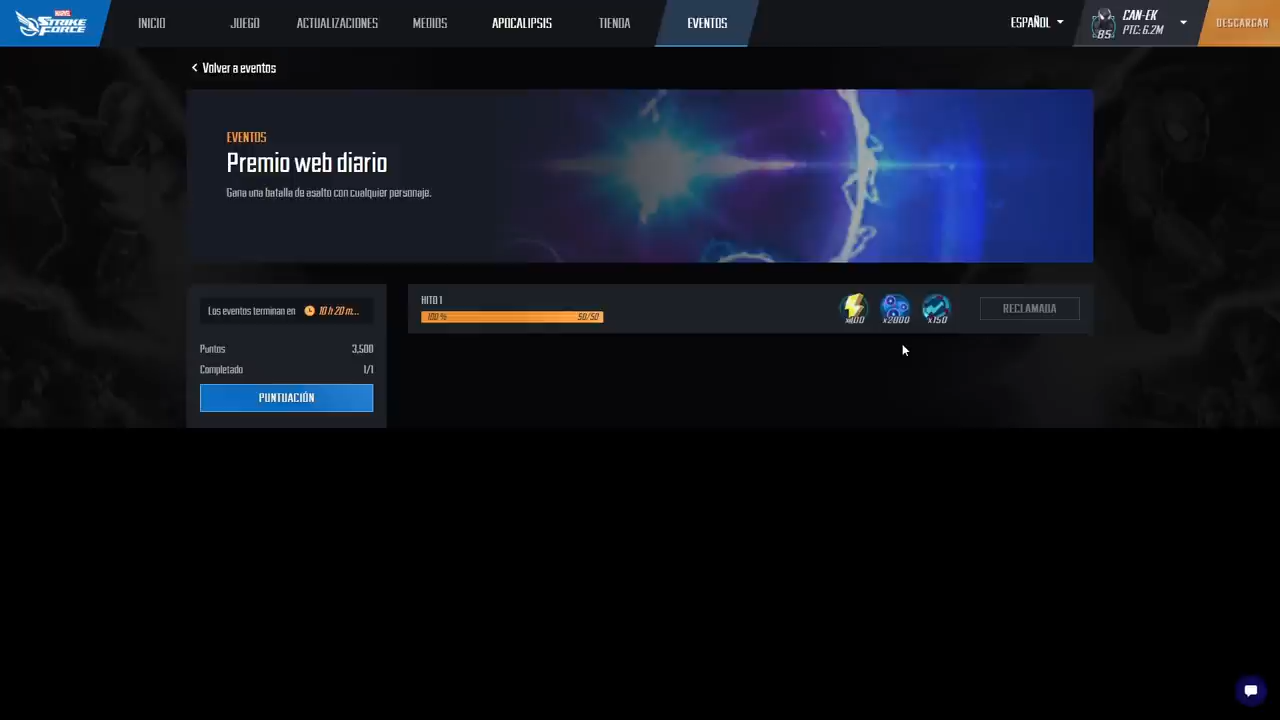 MARVEL
STRIKE
FORCE
INICIO
JUEGO
ACTUALIZACIONES
MEDIOS
APOCALIPSIS
TIENDA
EVENTOS
ESPAÑOL
85
CAN-EK
PTC: 6.2M
DESCARGAR
Volver a eventos
EVENTOS
Premio web diario
Gana una batalla de asalto con cualquier personaje.
Los eventos terminan en 10 h 20 m...
Puntos 3,500
Completado 1/1
PUNTUACIÓN
HITO 1
100 % 50/50
x100 x2000 x150
RECLAMADA